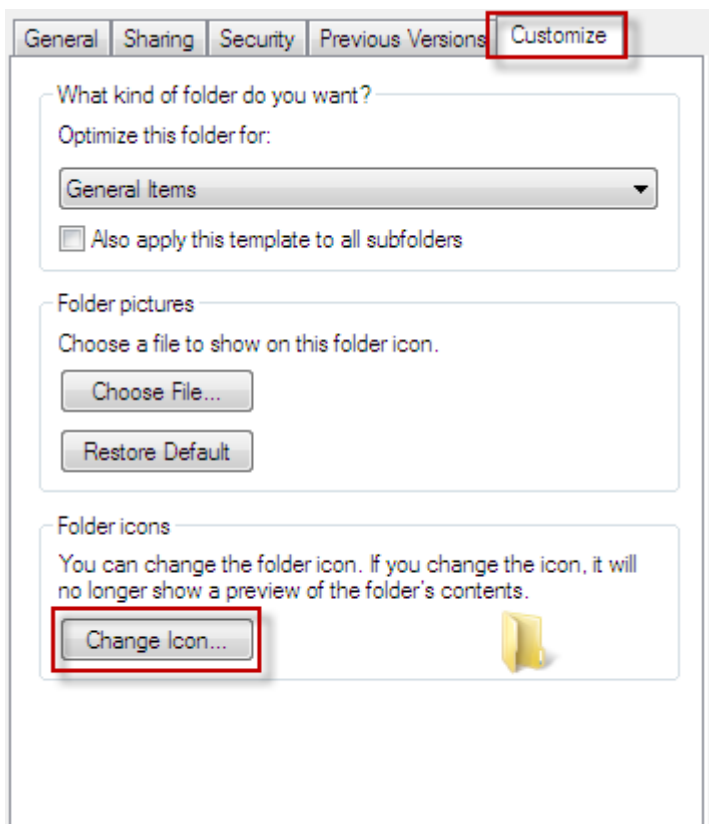 General Sharing Security Previous Versions Customize
What kind of folder do you want?
Optimize this folder for:
General Items
Also apply this template to all subfolders
Folder pictures
Choose a file to show on this folder icon.
Choose File...
Restore Default
Folder icons
You can change the folder icon. If you change the icon, it will
no longer show a preview of the folder's contents.
Change Icon...